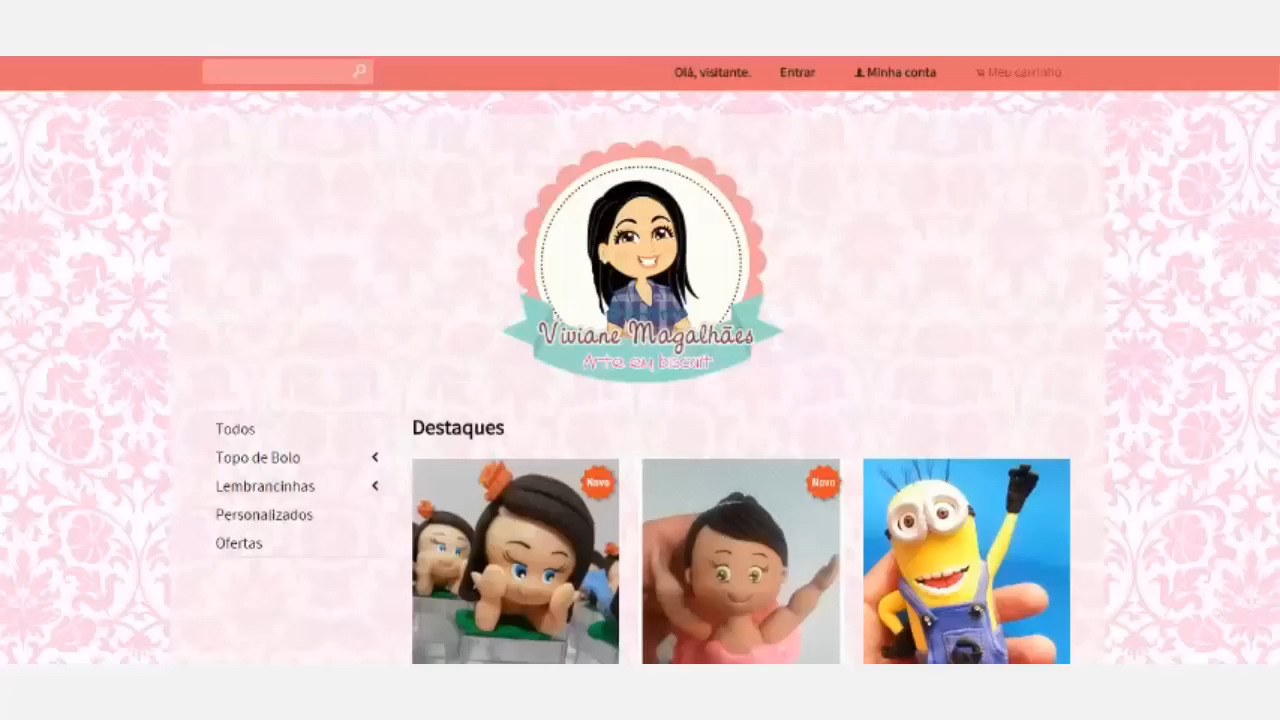 Olá, visitante. Entrar Minha conta Meu carrinho
Viviane Magalhães
Arte em biscuit
Todos
Topo de Bolo
Lembrancinhas
Personalizados
Ofertas
Destaques
Novo
Novo